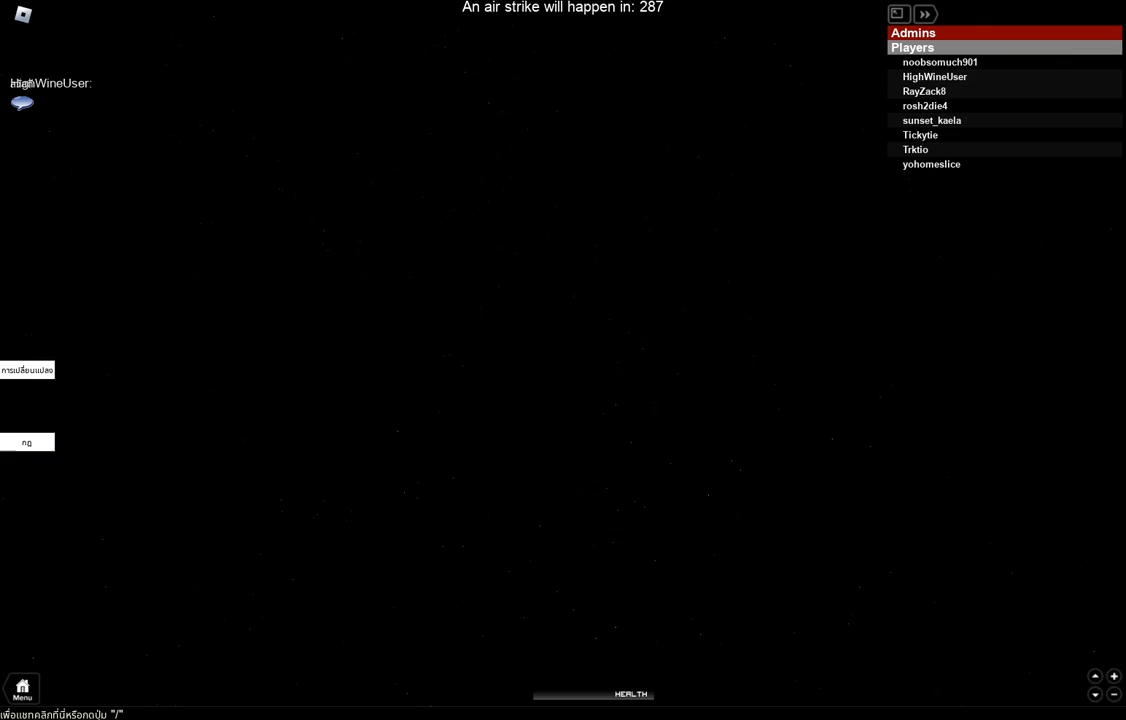 An air strike will happen in: 287
Admins
Players
noobsomuch901
HighWineUser
RayZack8
rosh2die4
sunset_kaela
Tickytie
Trktio
yohomeslice
HighWineUser:
การเปลี่ยนแปลง
กฎ
HEALTH
Menu
เพื่อแชทคลิกที่นี่หรือกดปุ่ม "/"